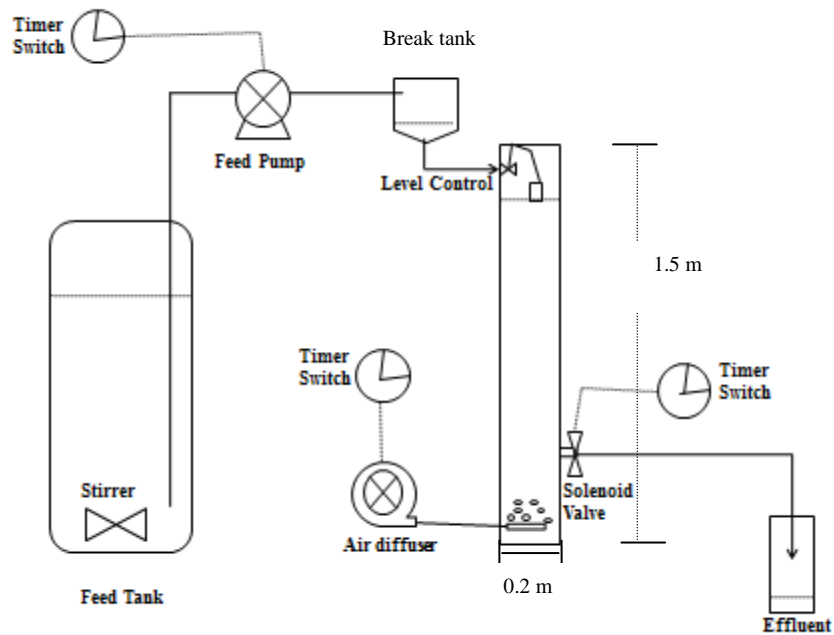 Timer
Switch
Break tank
Feed Pump
Level Control
1.5 m
Timer
Switch
Timer
Switch
Stirrer
Solenoid
Valve
Air diffuser
0.2 m
Feed Tank
Effluent